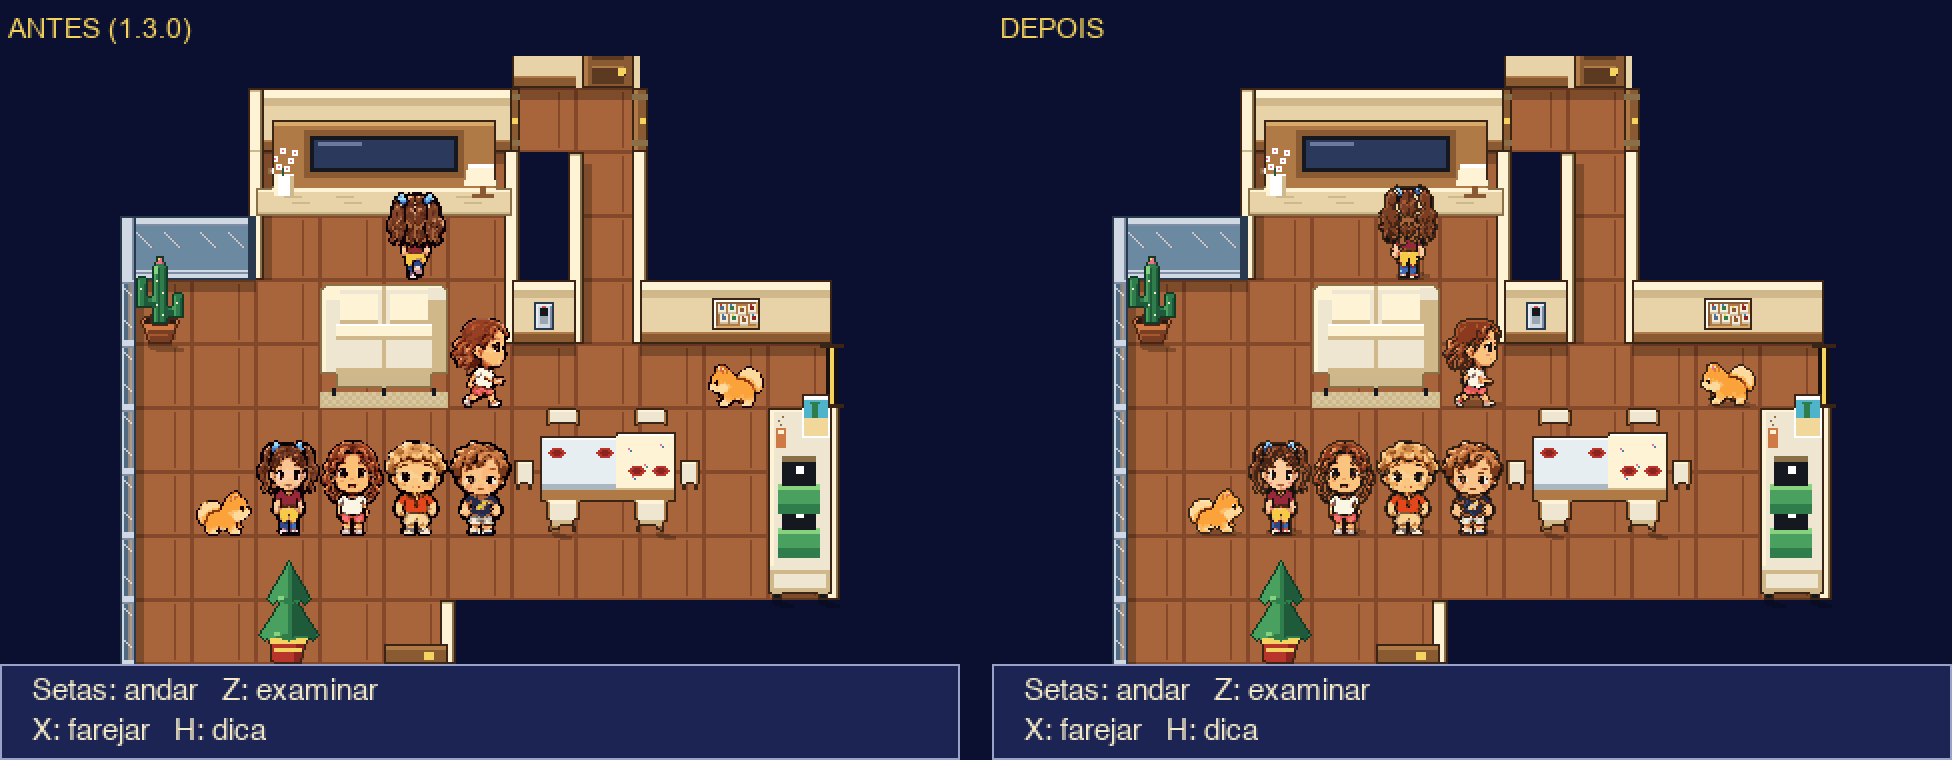 ANTES (1.3.0)
DEPOIS
Setas: andar   Z: examinar
X: farejar   H: dica
Setas: andar   Z: examinar
X: farejar   H: dica